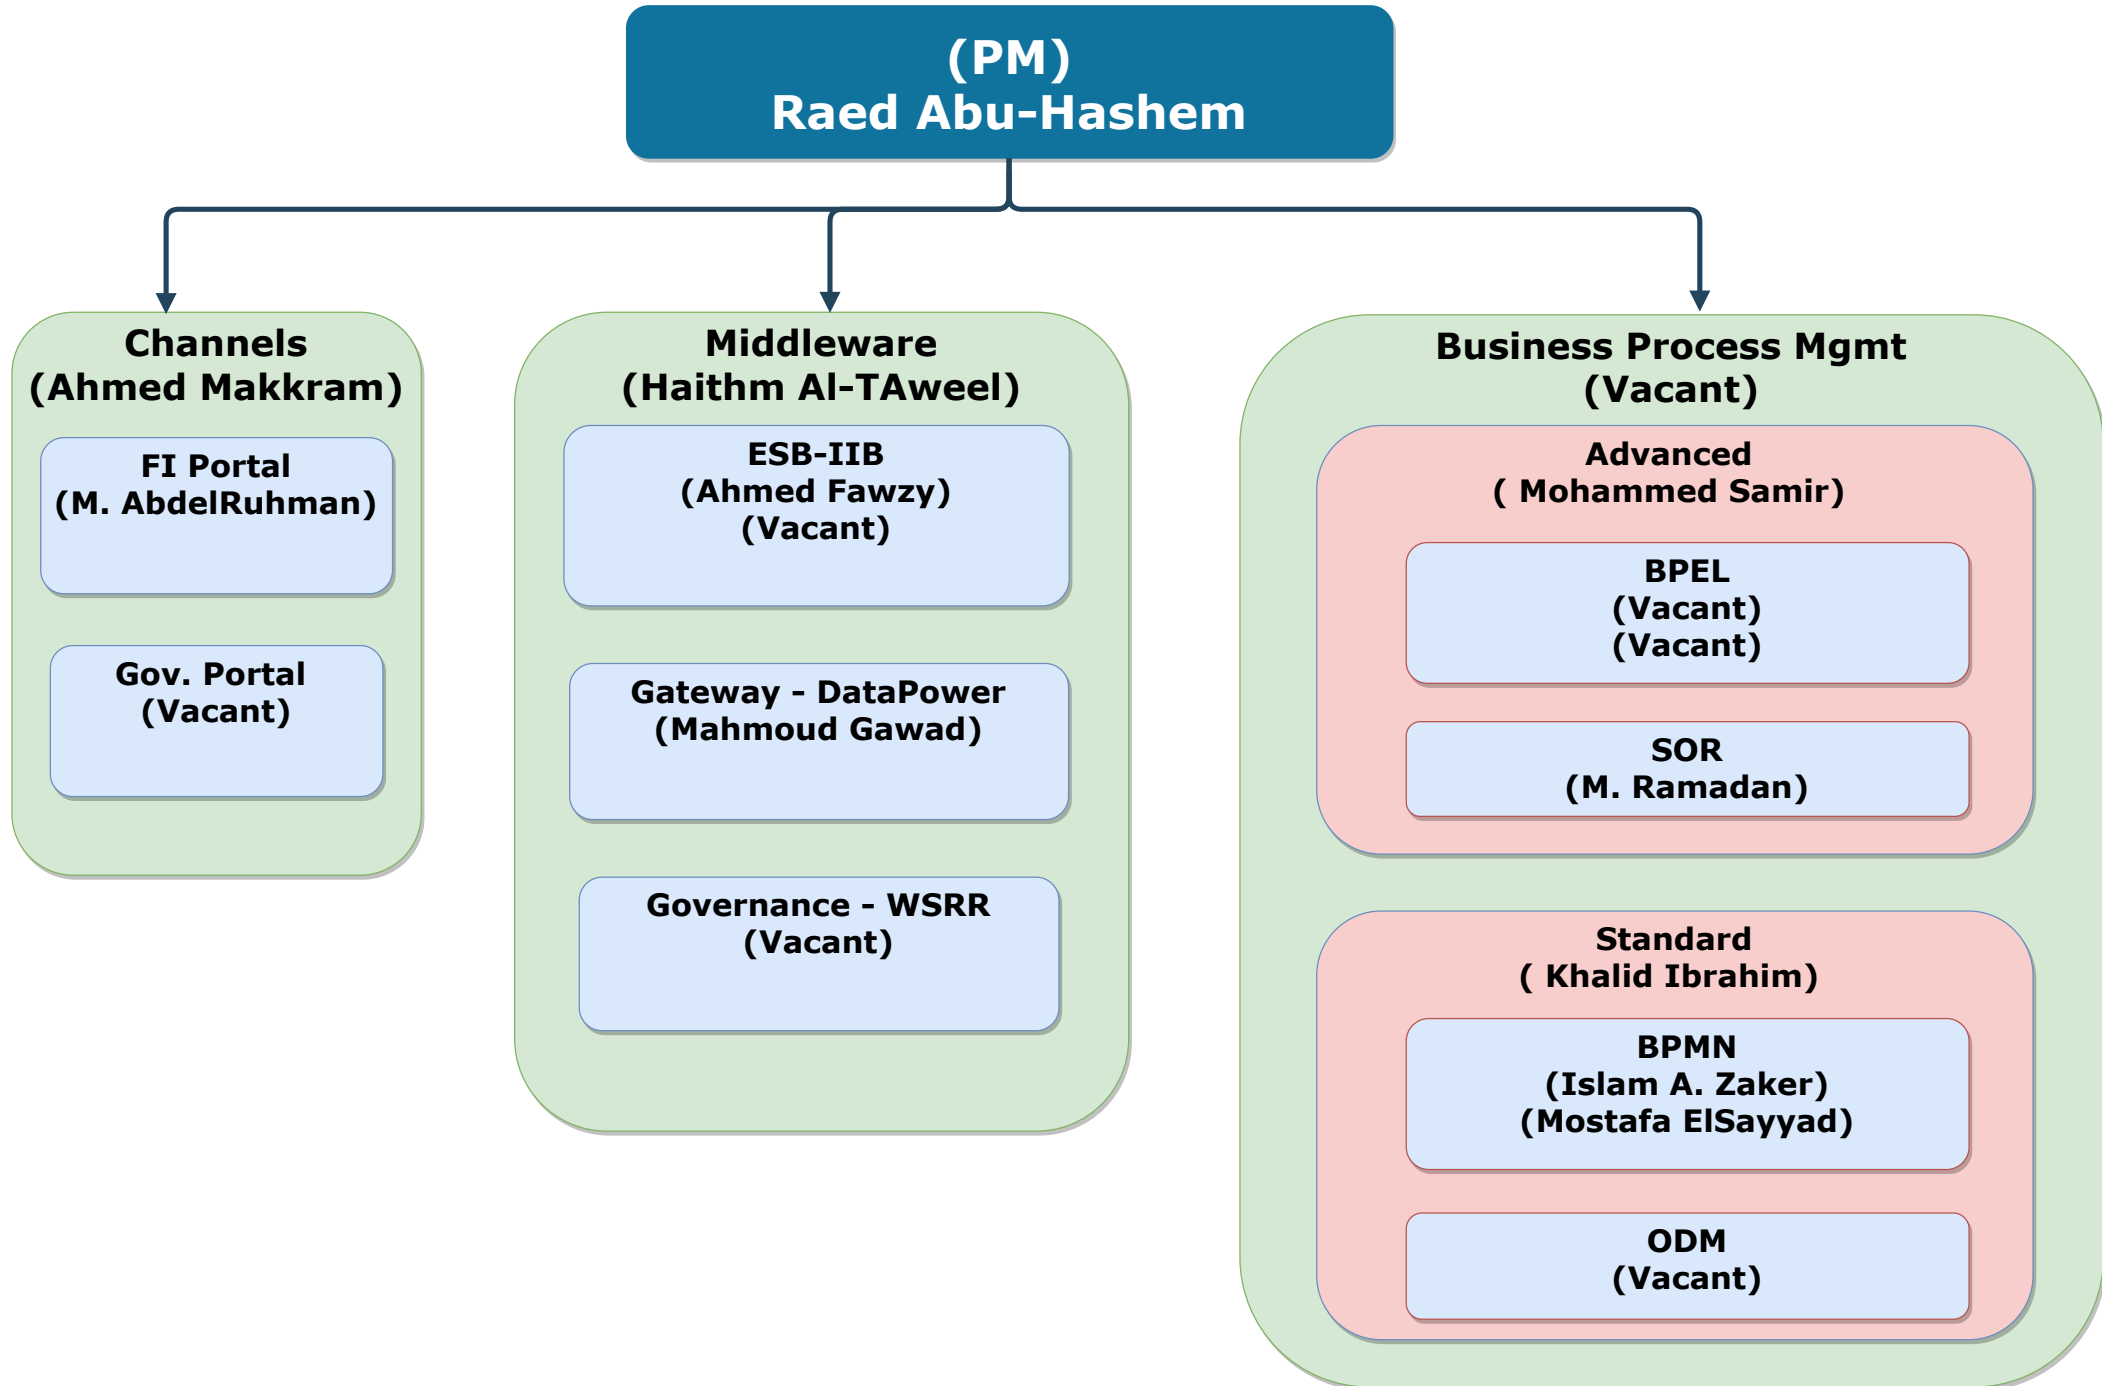 (PM)
Raed Abu-Hashem
Channels
(Ahmed Makkram)
FI Portal
(M. AbdelRuhman)
Gov. Portal
(Vacant)
Middleware
(Haithm Al-TAweel)
ESB-IIB
(Ahmed Fawzy)
(Vacant)
Gateway - DataPower
(Mahmoud Gawad)
Governance - WSRR
(Vacant)
Business Process Mgmt
(Vacant)
Advanced
( Mohammed Samir)
BPEL
(Vacant)
(Vacant)
SOR
(M. Ramadan)
Standard
( Khalid Ibrahim)
BPMN
(Islam A. Zaker)
(Mostafa ElSayyad)
ODM
(Vacant)